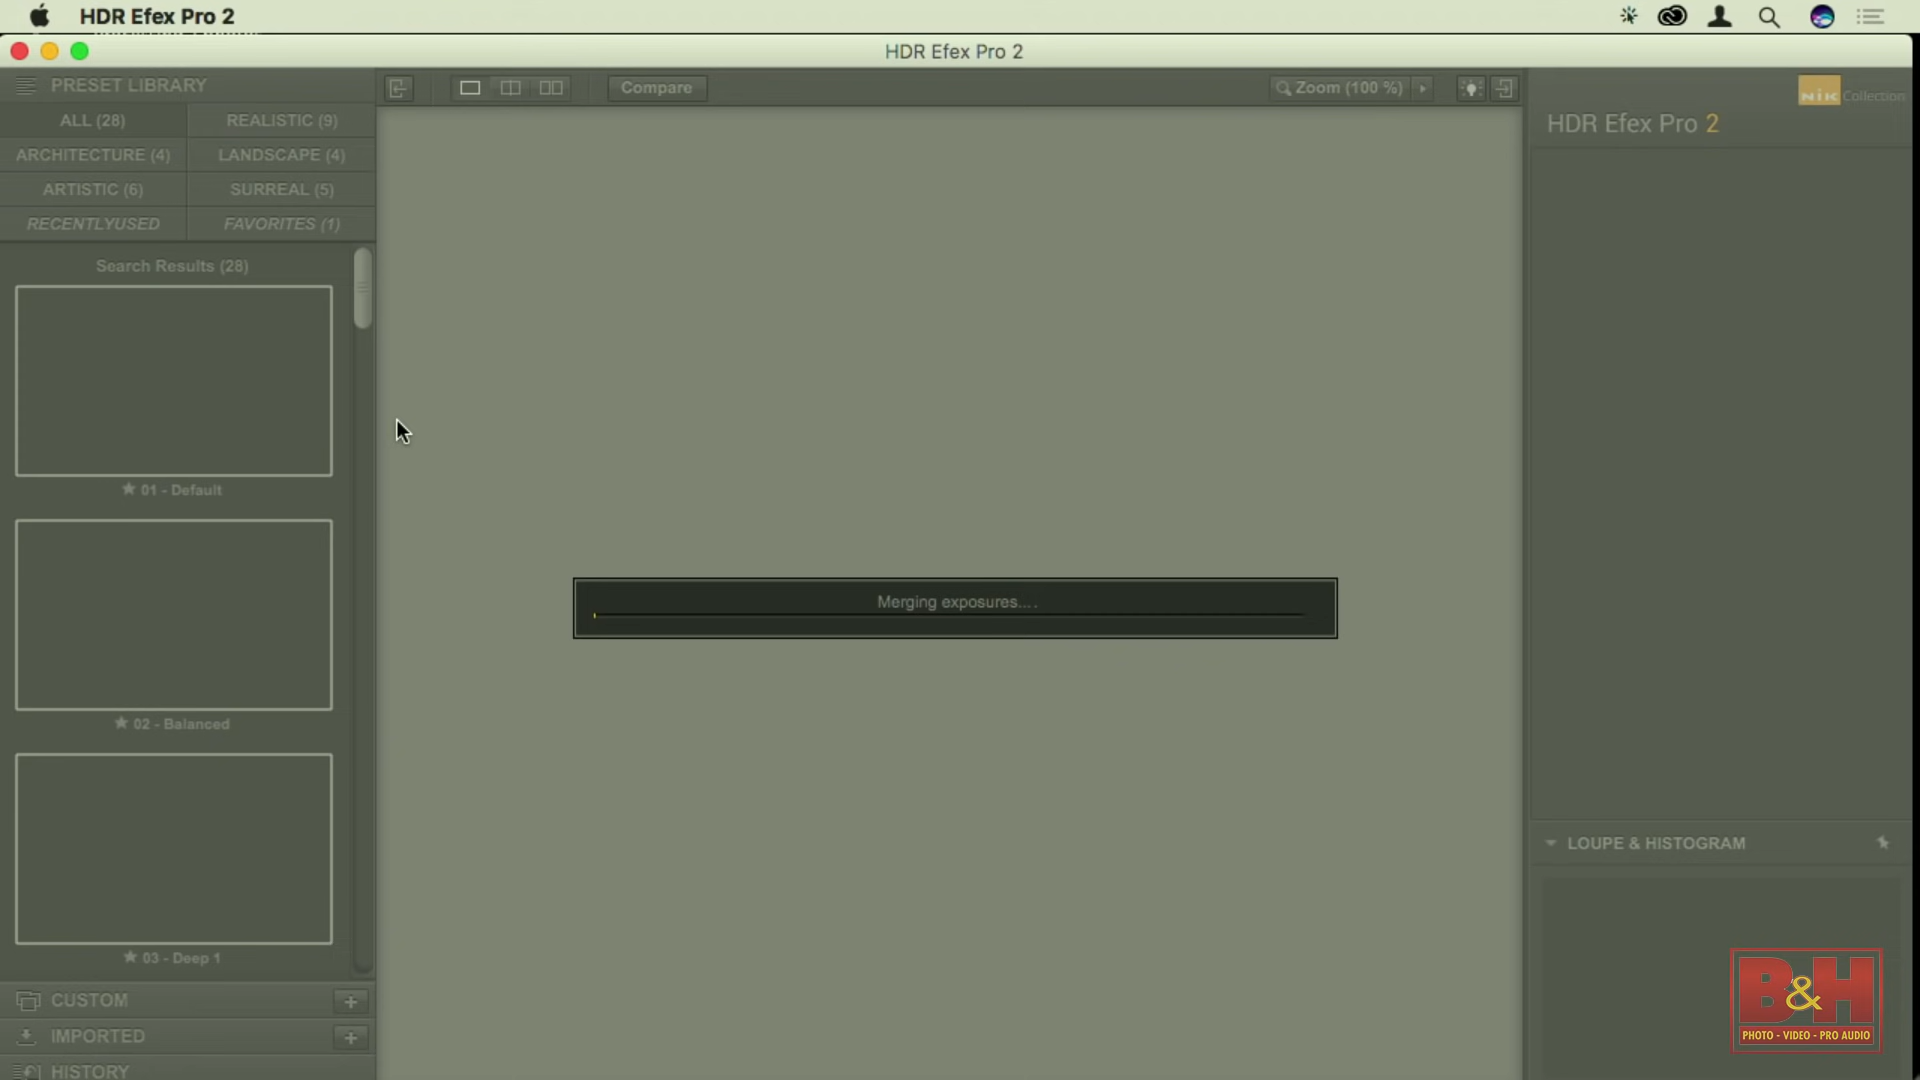 HDR Efex Pro 2
HDR Efex Pro 2
PRESET LIBRARY
Compare
Zoom (100 %)
Nik Collection
HDR Efex Pro 2
ALL (28)
REALISTIC (9)
ARCHITECTURE (4)
LANDSCAPE (4)
ARTISTIC (6)
SURREAL (5)
RECENTLYUSED
FAVORITES (1)
Search Results (28)
★ 01 - Default
★ 02 - Balanced
★ 03 - Deep 1
Merging exposures....
CUSTOM
IMPORTED
HISTORY
LOUPE & HISTOGRAM
B&H
PHOTO - VIDEO - PRO AUDIO